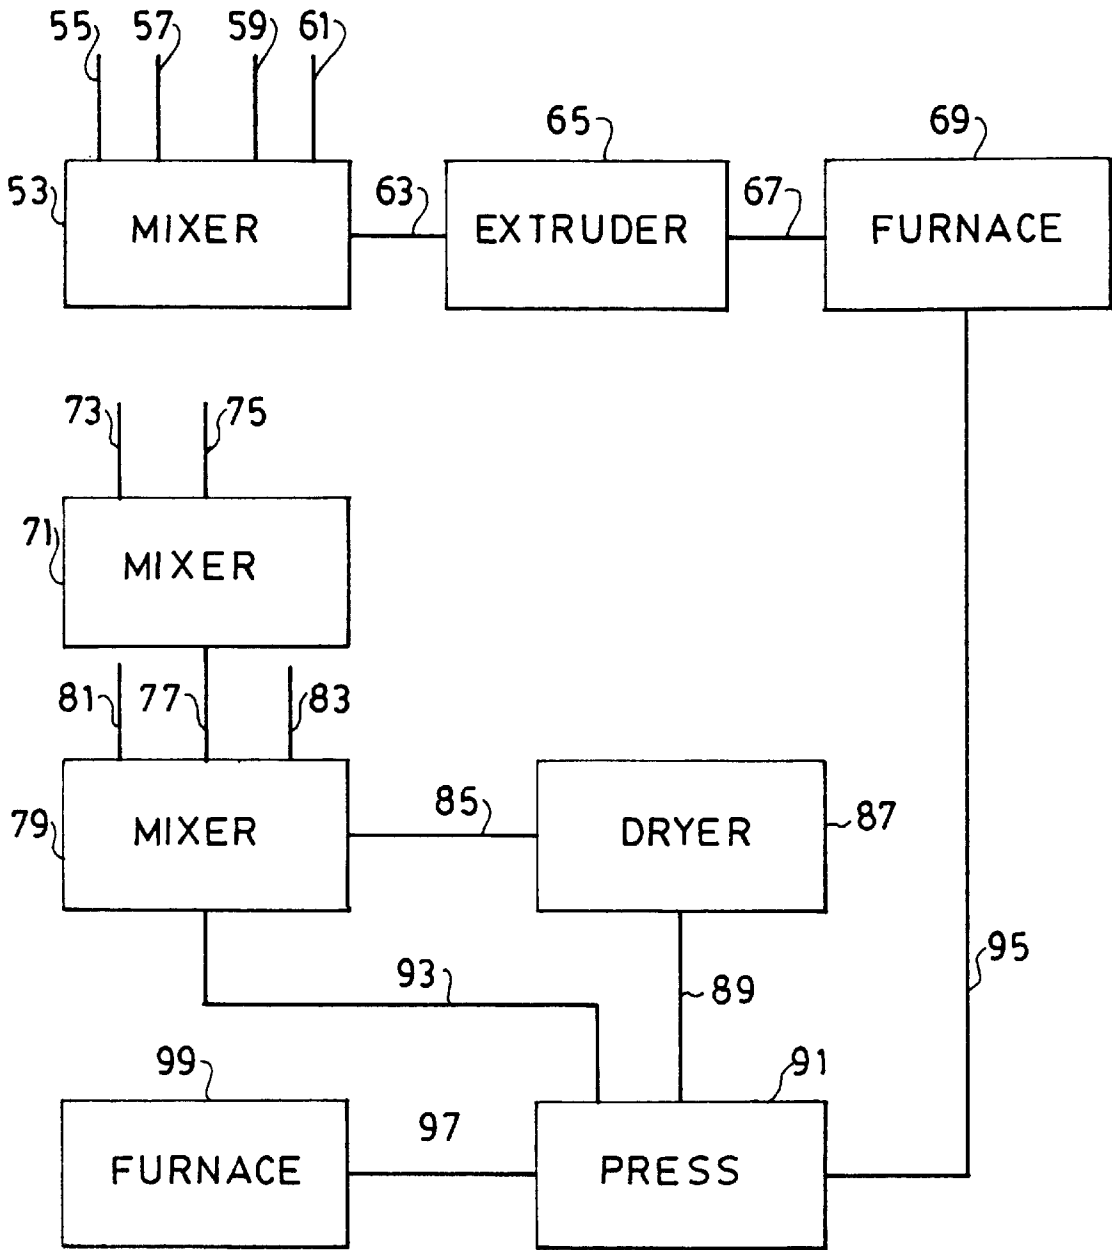 55 57 59 61
65 69
53 MIXER 63 EXTRUDER 67 FURNACE
73 75
71 MIXER
81 77 83
79 MIXER 85 DRYER 87
93 89 95
99 91
FURNACE 97 PRESS